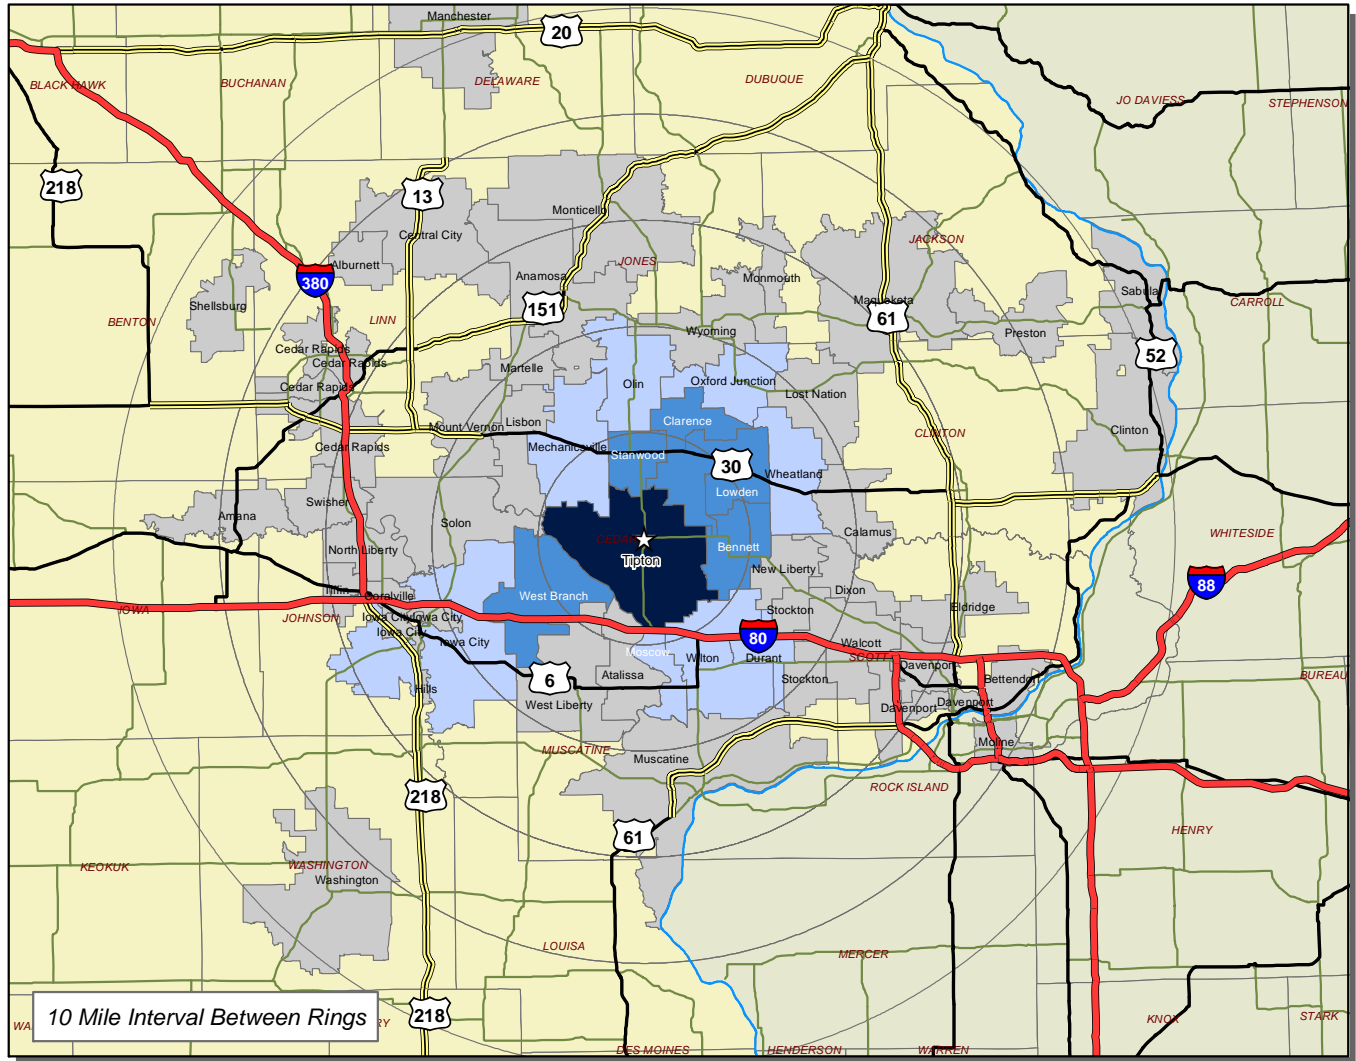 Manchester
20
BLACK HAWK
BUCHANAN
DELAWARE
DUBUQUE
JO DAVIESS
STEPHENSON
218
13
Monticello
Central City
JACKSON
Alburnett
JONES
Anamosa
Monmouth
380
Shellsburg
151
Maquoketa
61
Sabula
CARROLL
BENTON
LINN
Wyoming
Preston
52
Cedar Rapids
Cedar Rapids
Martelle
Cedar Rapids
Olin
Oxford Junction
Lost Nation
Lisbon
Clarence
Mount Vernon
CLINTON
Clinton
Cedar Rapids
Mechanicsville
Stanwood
30
Wheatland
Lowden
Swisher
Amana
Solon
Calamus
WHITESIDE
CEDAR
Bennett
North Liberty
Tipton
New Liberty
88
Tiffin
Coralville
West Branch
Dixon
IOWA
JOHNSON
Iowa City
Iowa City
Stockton
Eldridge
Iowa City
Iowa City
80
Walcott
Moscow
Wilton
Durant
SCOTT
Davenport
Hills
6
Atalissa
Stockton
Bettendorf
BUREAU
West Liberty
Davenport
Davenport
MUSCATINE
Muscatine
Moline
ROCK ISLAND
218
61
HENRY
KEOKUK
WASHINGTON
Washington
LOUISA
MERCER
10 Mile Interval Between Rings
218
WA
RY
KNOX
STARK
DES MOINES
HENDERSON
WARREN